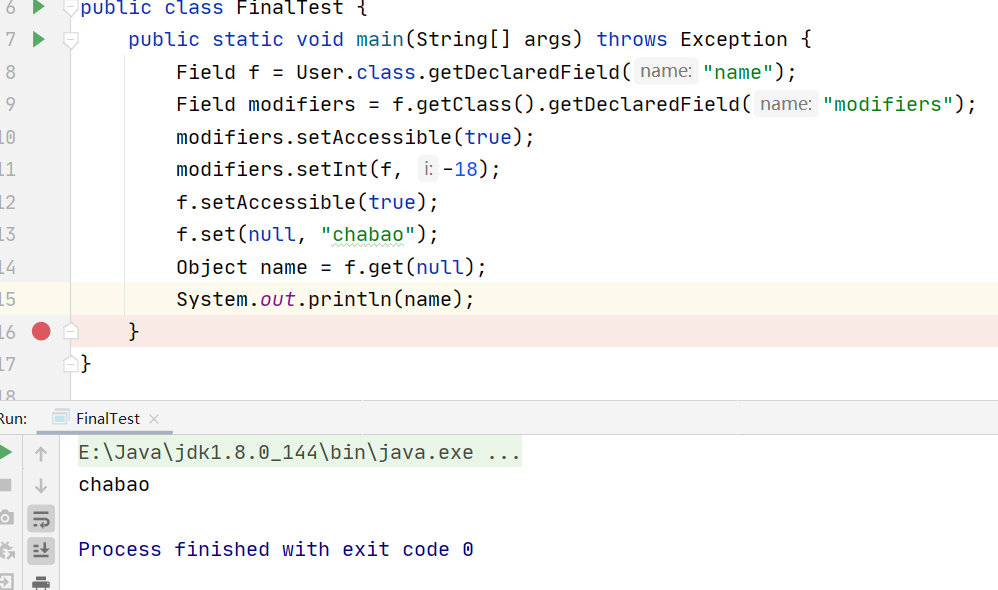 6 public class FinalTest {
7 public static void main(String[] args) throws Exception {
8 Field f = User.class.getDeclaredField( name: "name");
9 Field modifiers = f.getClass().getDeclaredField( name: "modifiers");
10 modifiers.setAccessible(true);
11 modifiers.setInt(f, i: -18);
12 f.setAccessible(true);
13 f.set(null, "chabao");
14 Object name = f.get(null);
15 System.out.println(name);
16 }
17 }
18
Run: FinalTest ×
E:\Java\jdk1.8.0_144\bin\java.exe ...
chabao
Process finished with exit code 0